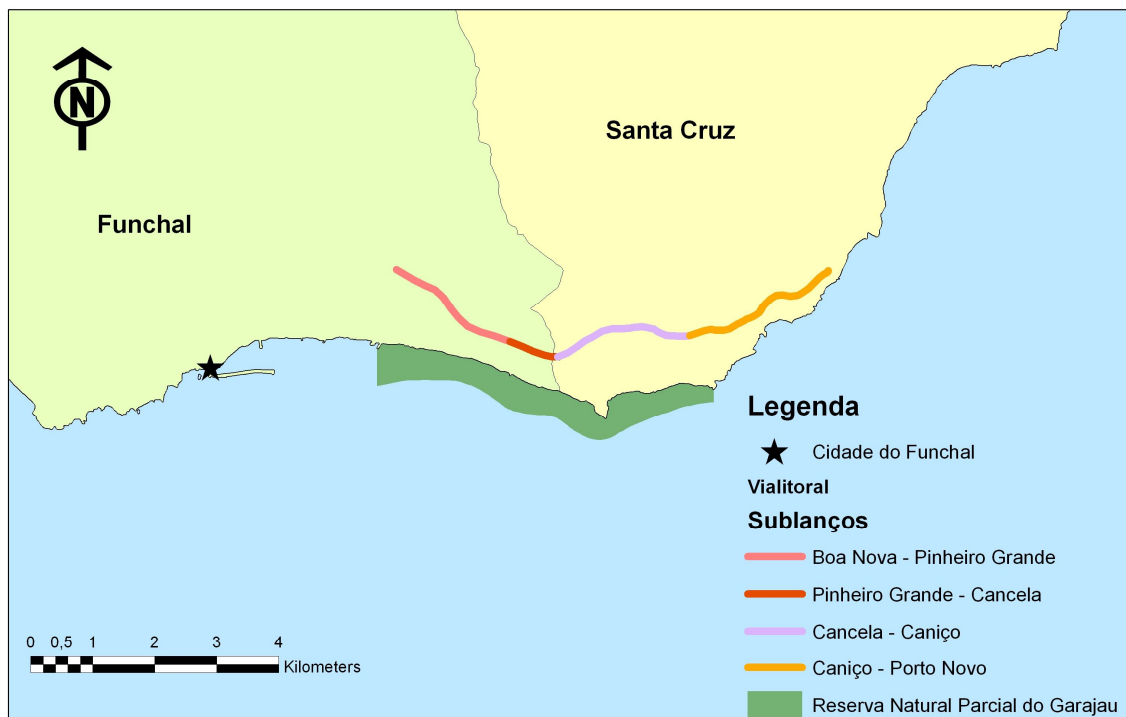 N
Santa Cruz
Funchal
Legenda
Cidade do Funchal
Vialitoral
Sublanços
Boa Nova - Pinheiro Grande
Pinheiro Grande - Cancela
Cancela - Caniço
Caniço - Porto Novo
Reserva Natural Parcial do Garajau
0 0,5 1 2 3 4
Kilometers